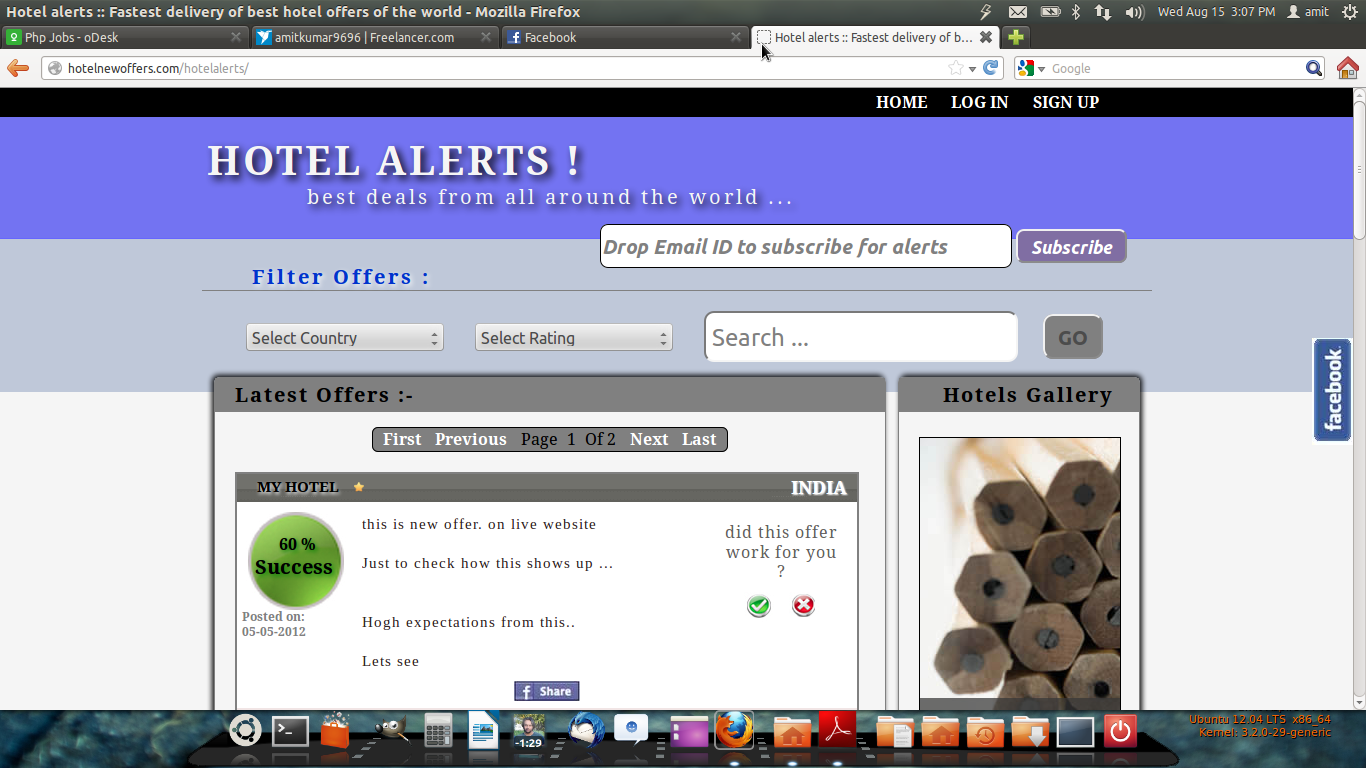 Hotel alerts :: Fastest delivery of best hotel offers of the world - Mozilla Firefox
Wed Aug 15 3:07 PM amit
Php Jobs - oDesk
amitkumar9696 | Freelancer.com
Facebook
Hotel alerts :: Fastest delivery of b...
hotelnewoffers.com/hotelalerts/
Google
HOME LOG IN SIGN UP
HOTEL ALERTS !
best deals from all around the world ...
Drop Email ID to subscribe for alerts Subscribe
Filter Offers :
Select Country Select Rating Search ... GO
facebook
Latest Offers :-
Hotels Gallery
First Previous Page 1 Of 2 Next Last
MY HOTEL INDIA
60 %
Success
Posted on:
05-05-2012
this is new offer. on live website
Just to check how this shows up ...
Hogh expectations from this..
Lets see
did this offer
work for you
?
f Share
-1:29
Ubuntu 12.04 LTS x86_64
Kernel: 3.2.0-29-generic